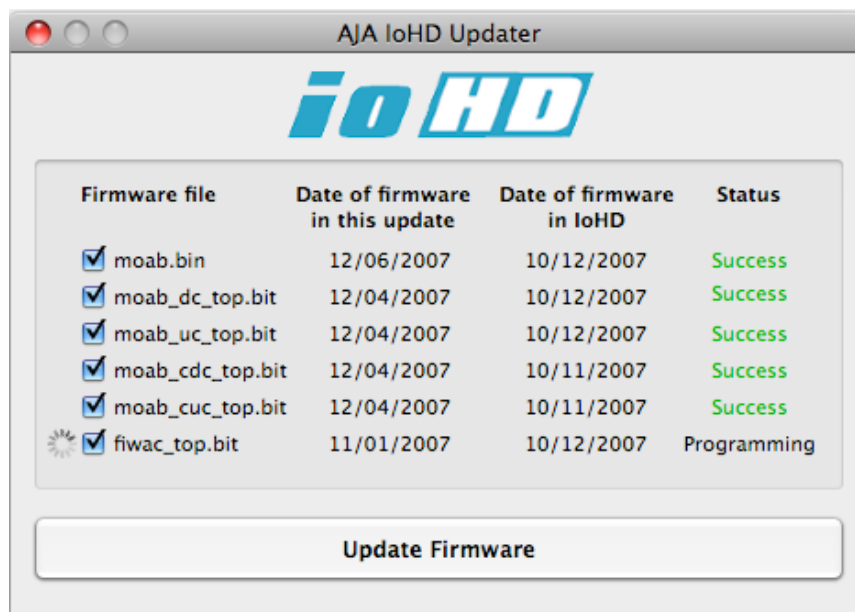 AJA IoHD Updater
io HD
Firmware file Date of firmware in this update Date of firmware in IoHD Status
moab.bin 12/06/2007 10/12/2007 Success
moab_dc_top.bit 12/04/2007 10/12/2007 Success
moab_uc_top.bit 12/04/2007 10/12/2007 Success
moab_cdc_top.bit 12/04/2007 10/11/2007 Success
moab_cuc_top.bit 12/04/2007 10/11/2007 Success
fiwac_top.bit 11/01/2007 10/12/2007 Programming
Update Firmware